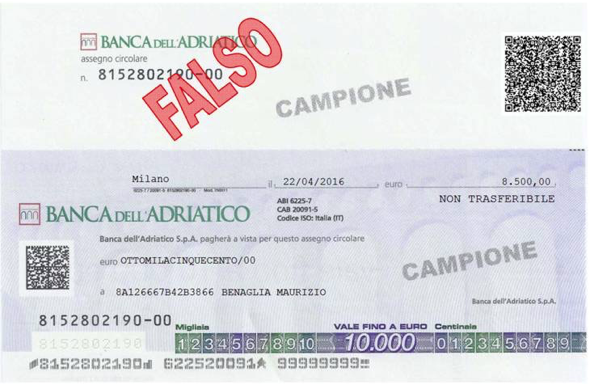 BANCA DELL'ADRIATICO
assegno circolare
n. 8152802190-00
FALSO
CAMPIONE
Milano il 22/04/2016 euro 8.500,00
ABI 6225-7
CAB 20091-5
Codice ISO: Italia (IT)
NON TRASFERIBILE
BANCA DELL'ADRIATICO
Banca dell'Adriatico S.p.A. pagherà a vista per questo assegno circolare
euro OTTOMILACINQUECENTO/00
CAMPIONE
a 8A126667B42B3866 BENAGLIA MAURIZIO
Banca dell'Adriatico S.p.A.
8152802190-00
Migliaia VALE FINO A EURO Centinaia
8152802190 1 2 3 4 5 6 7 8 9 10 10.000 0 1 2 3 4 5 6 7 8 9
8152802190 622520091 99999999